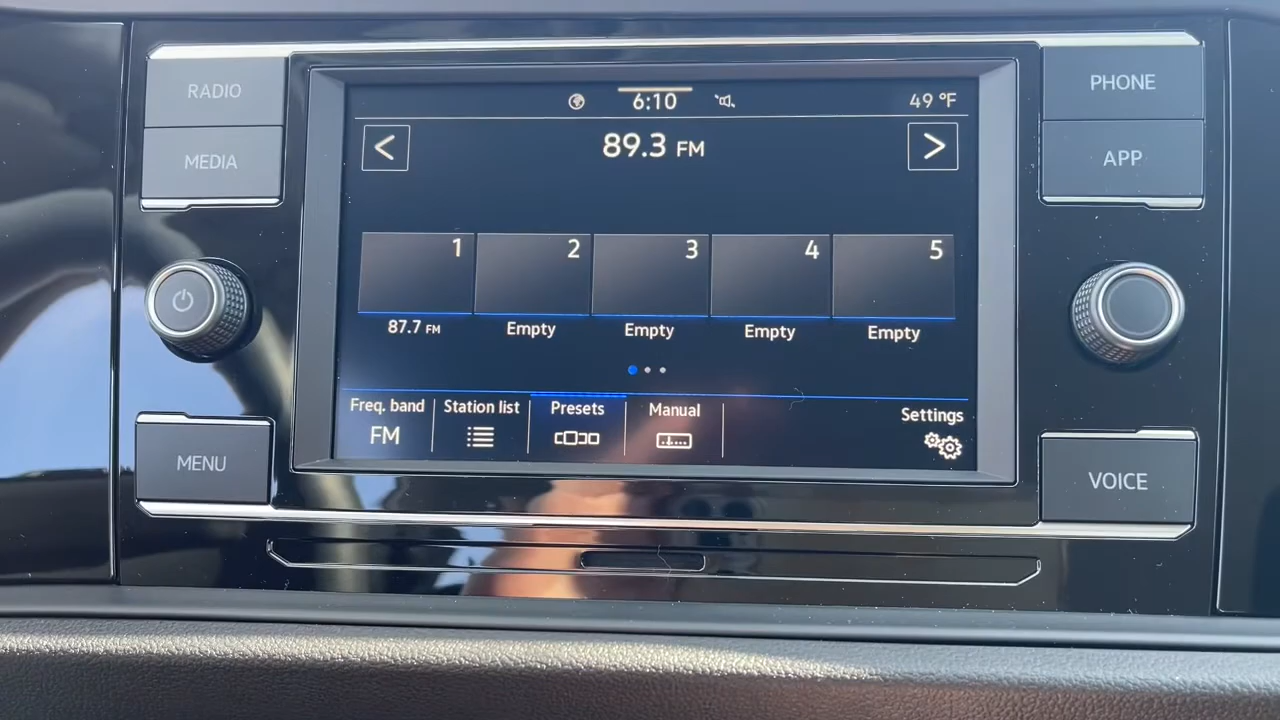 RADIO
MEDIA
MENU
6:10
49 °F
< 89.3 FM >
1 2 3 4 5
87.7 FM Empty Empty Empty Empty
Freq. band Station list Presets Manual Settings
FM
PHONE
APP
VOICE